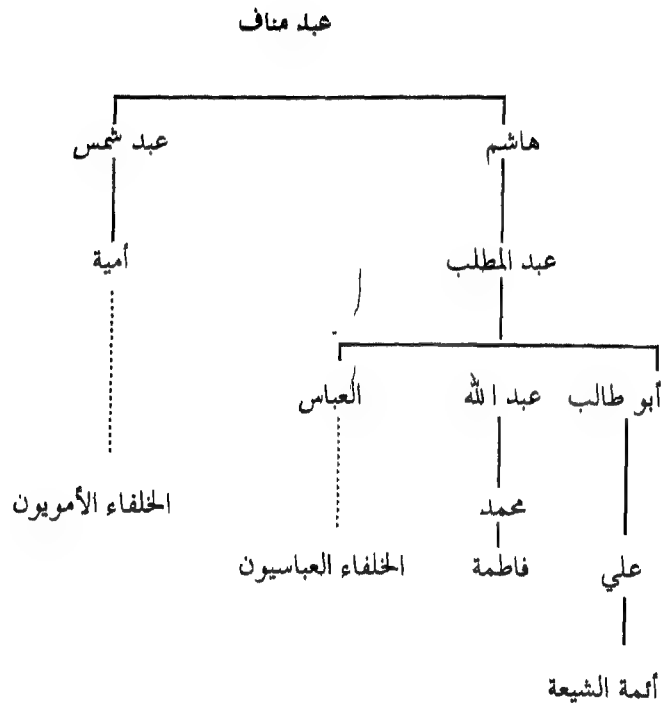 عبد مناف
هاشم عبد شمس
عبد المطلب أمية
أبو طالب عبد الله العباس
محمد الخلفاء الأمويون
علي فاطمة الخلفاء العباسيون
أئمة الشيعة